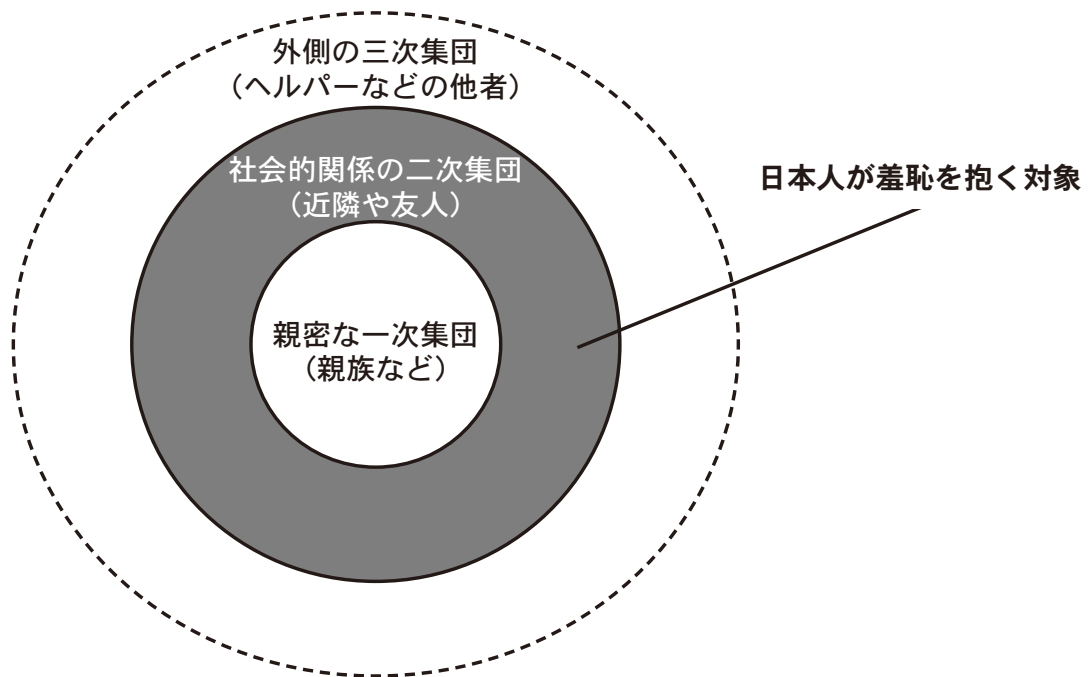 外側の三次集団
（ヘルパーなどの他者）
社会的関係の二次集団
（近隣や友人）
日本人が羞恥を抱く対象
親密な一次集団
（親族など）